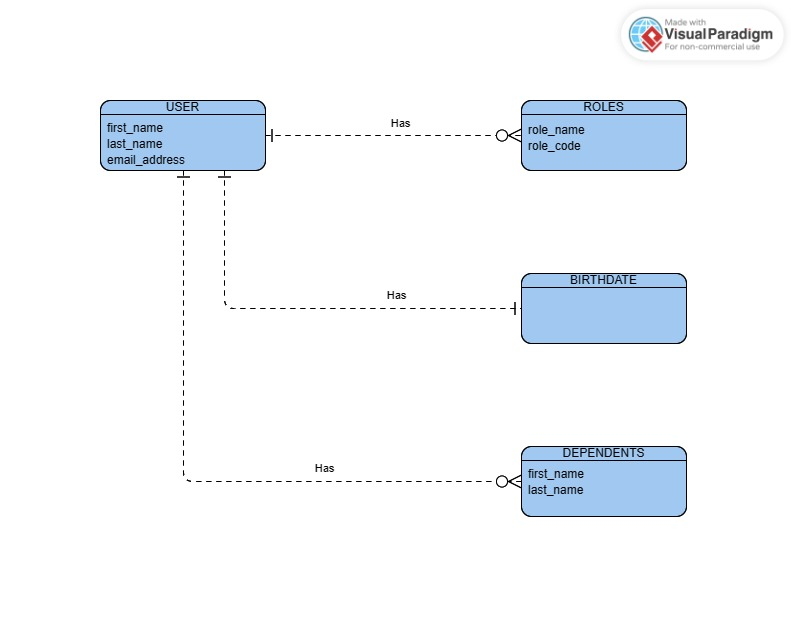 Made with
Visual Paradigm
For non-commercial use
USER
first_name
last_name
email_address
Has
ROLES
role_name
role_code
Has
BIRTHDATE
Has
DEPENDENTS
first_name
last_name